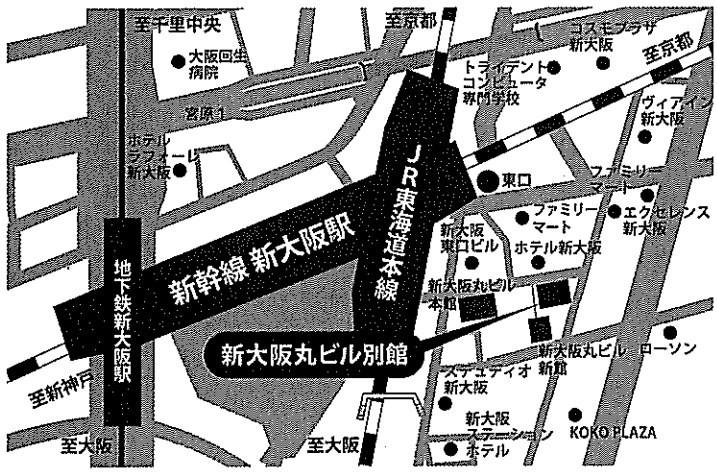 至千里中央
至京都
コスモプラザ
新大阪
至京都
大阪回生
病院
トライデント
コンピュータ
専門学校
宮原1
ヴィアイン
新大阪
ホテル
ラフォーレ
新大阪
JR東海道本線
東口
ファミリー
マート
ファミリー
マート
エクセレンス
新大阪
新幹線 新大阪駅
新大阪
東口ビル
ホテル新大阪
地下鉄新大阪駅
新大阪丸ビル
本館
新大阪丸ビル別館
新大阪丸ビル
新館
ローソン
至新神戸
ステュディオ
新大阪
新大阪
ステーション
ホテル
KOKO PLAZA
至大阪
至大阪